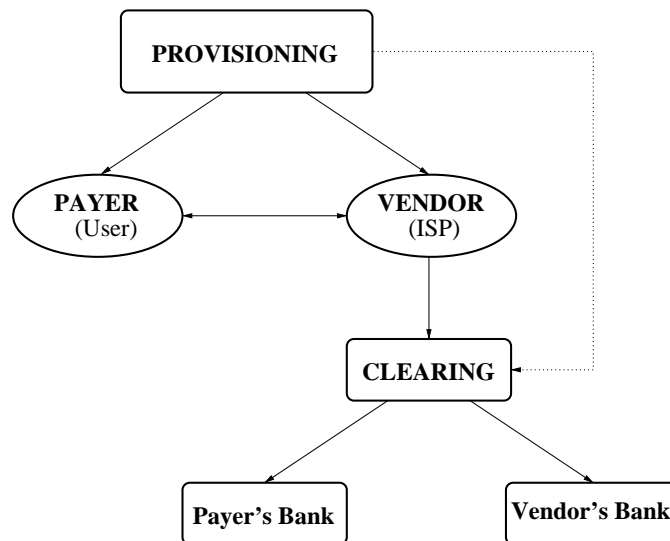 PROVISIONING
PAYER
(User)
VENDOR
(ISP)
CLEARING
Payer's Bank
Vendor's Bank